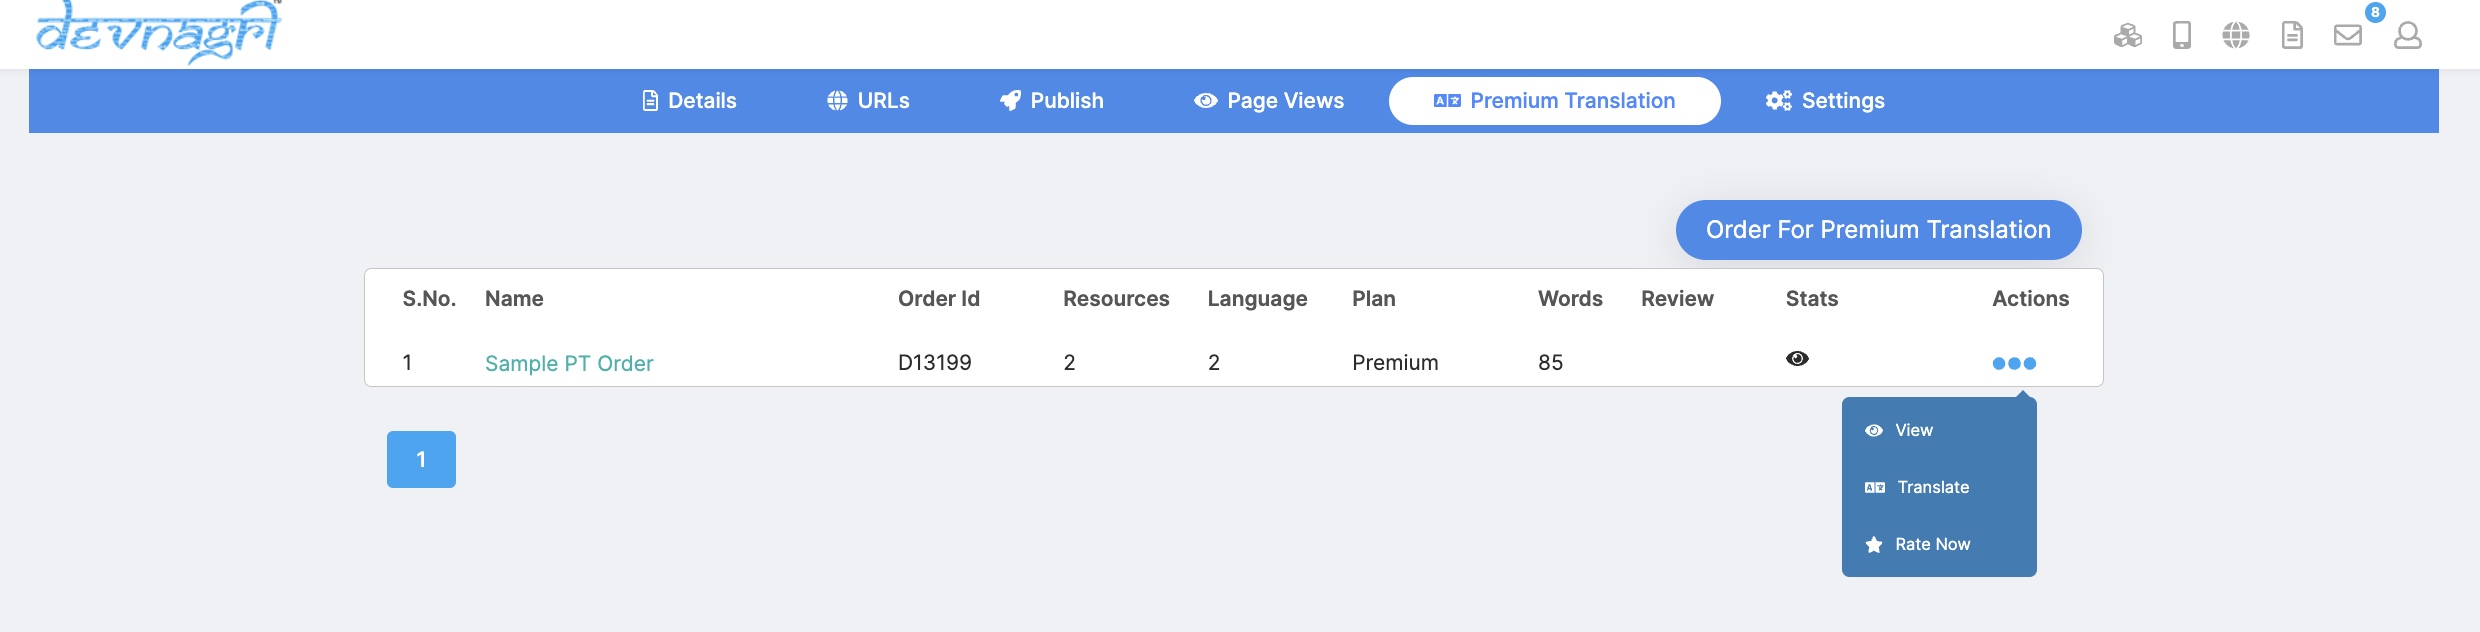 devnagri™
8
Details URLs Publish Page Views Premium Translation Settings
Order For Premium Translation
S.No. Name Order Id Resources Language Plan Words Review Stats Actions
1 Sample PT Order D13199 2 2 Premium 85
View
1
Translate
Rate Now